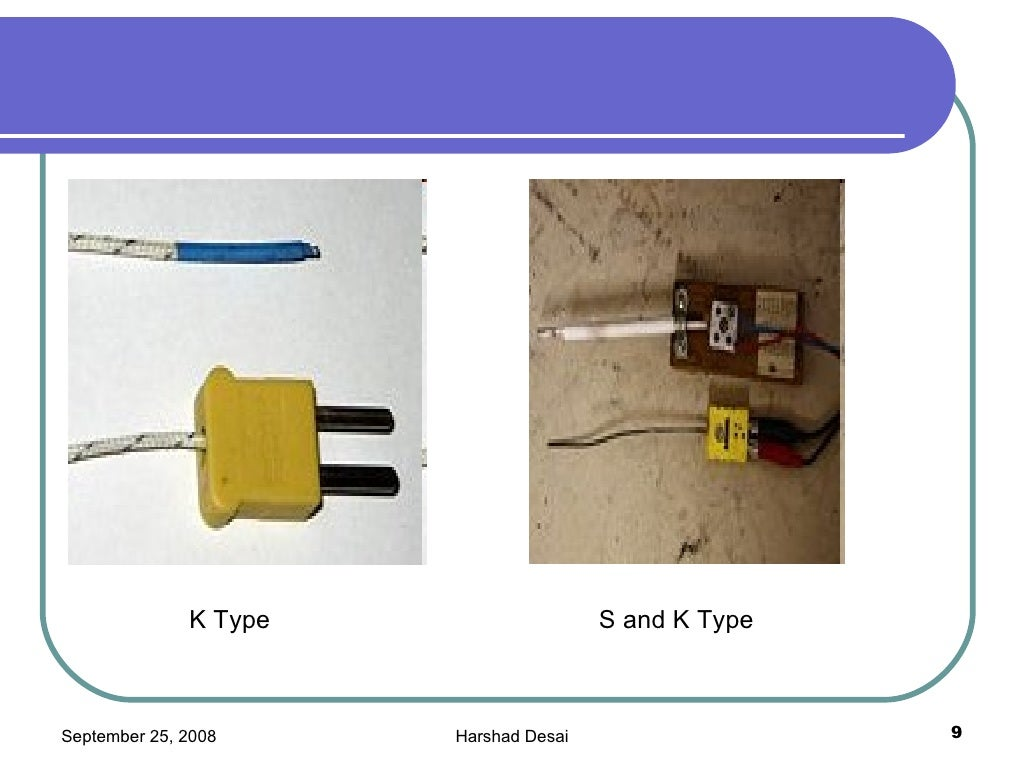 K Type
S and K Type
September 25, 2008
Harshad Desai
9